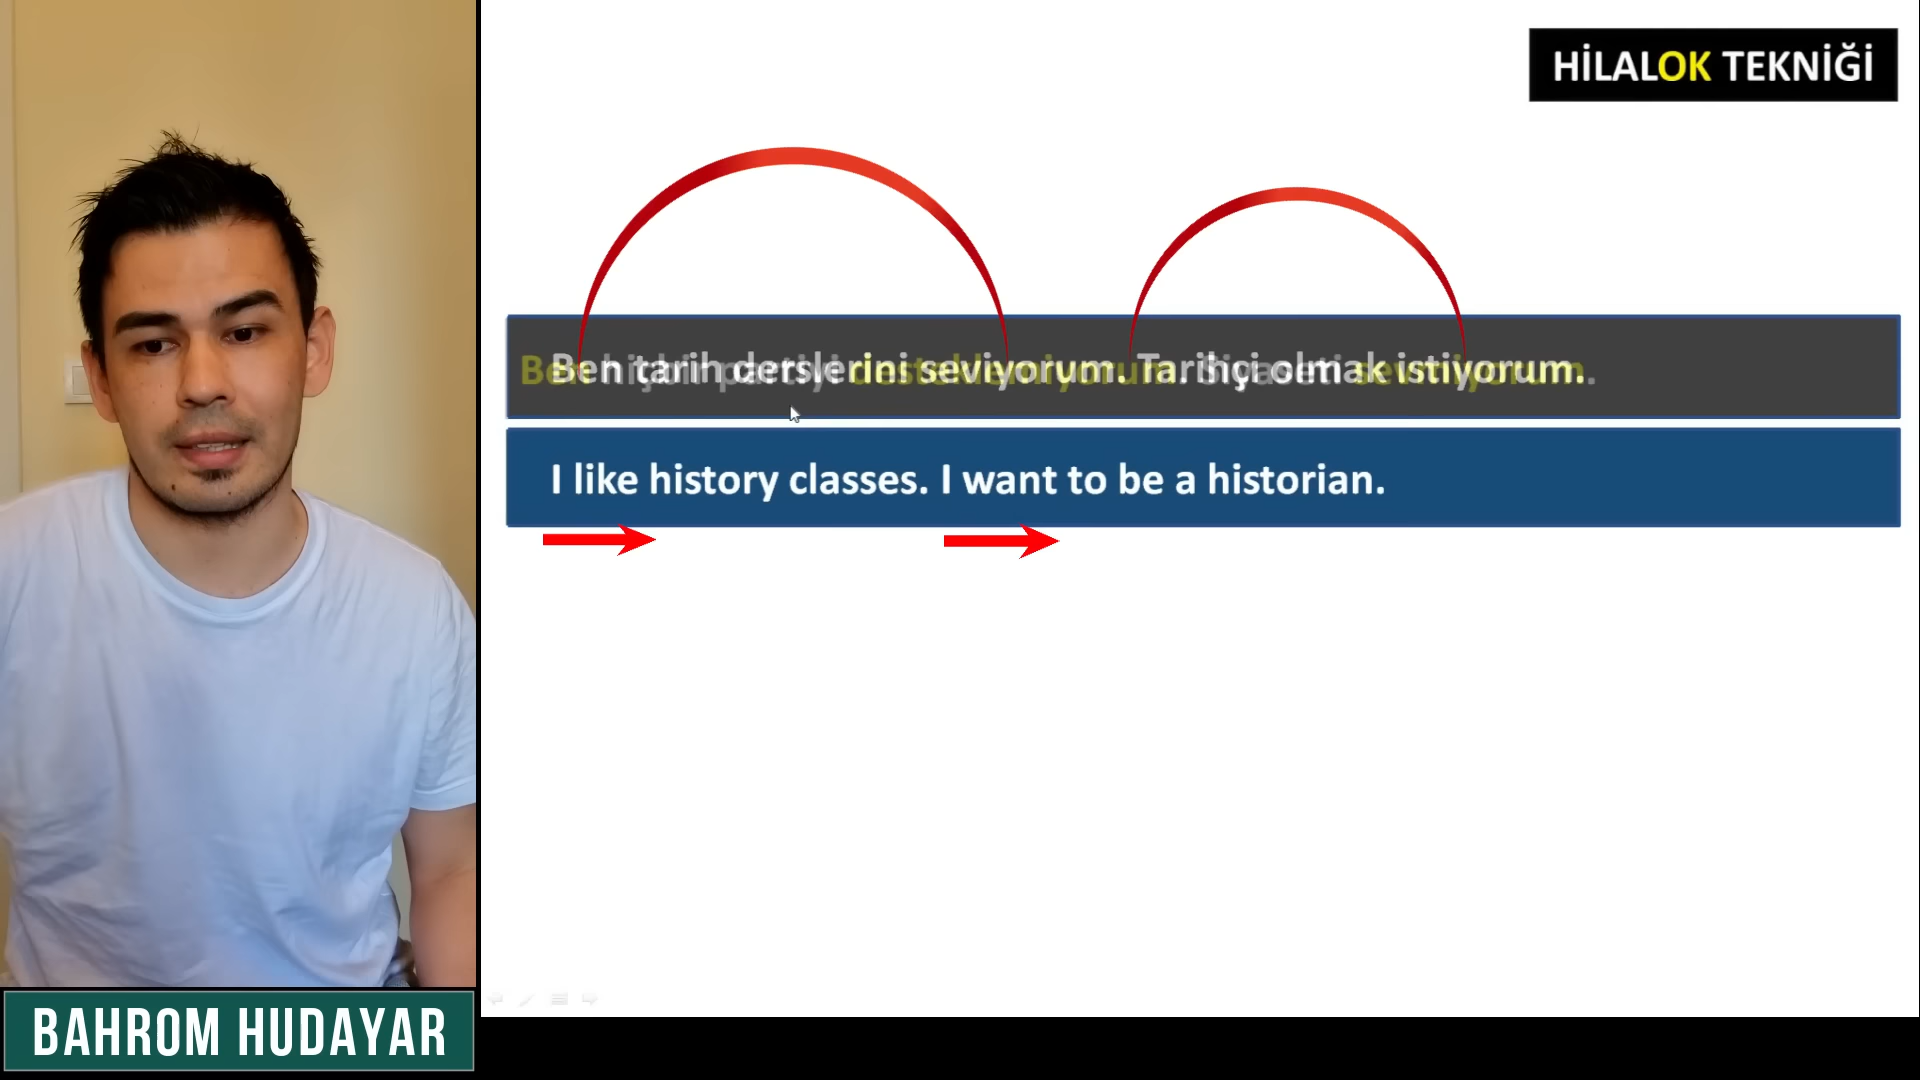 HİLALOK TEKNİĞİ
Ben tarih derslerini seviyorum. Tarihçi olmak istiyorum.
I like history classes. I want to be a historian.
BAHROM HUDAYAR